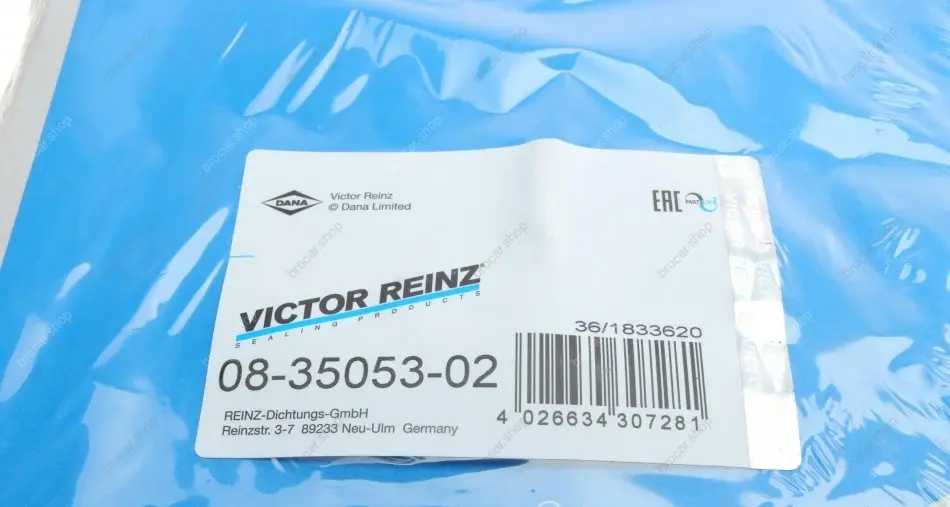 DANA
Victor Reinz
© Dana Limited
EAC
VICTOR REINZ
SEALING PRODUCTS
36/1833620
08-35053-02
4 026634 307281
REINZ-Dichtungs-GmbH
Reinzstr. 3-7 89233 Neu-Ulm Germany
brocar.shop